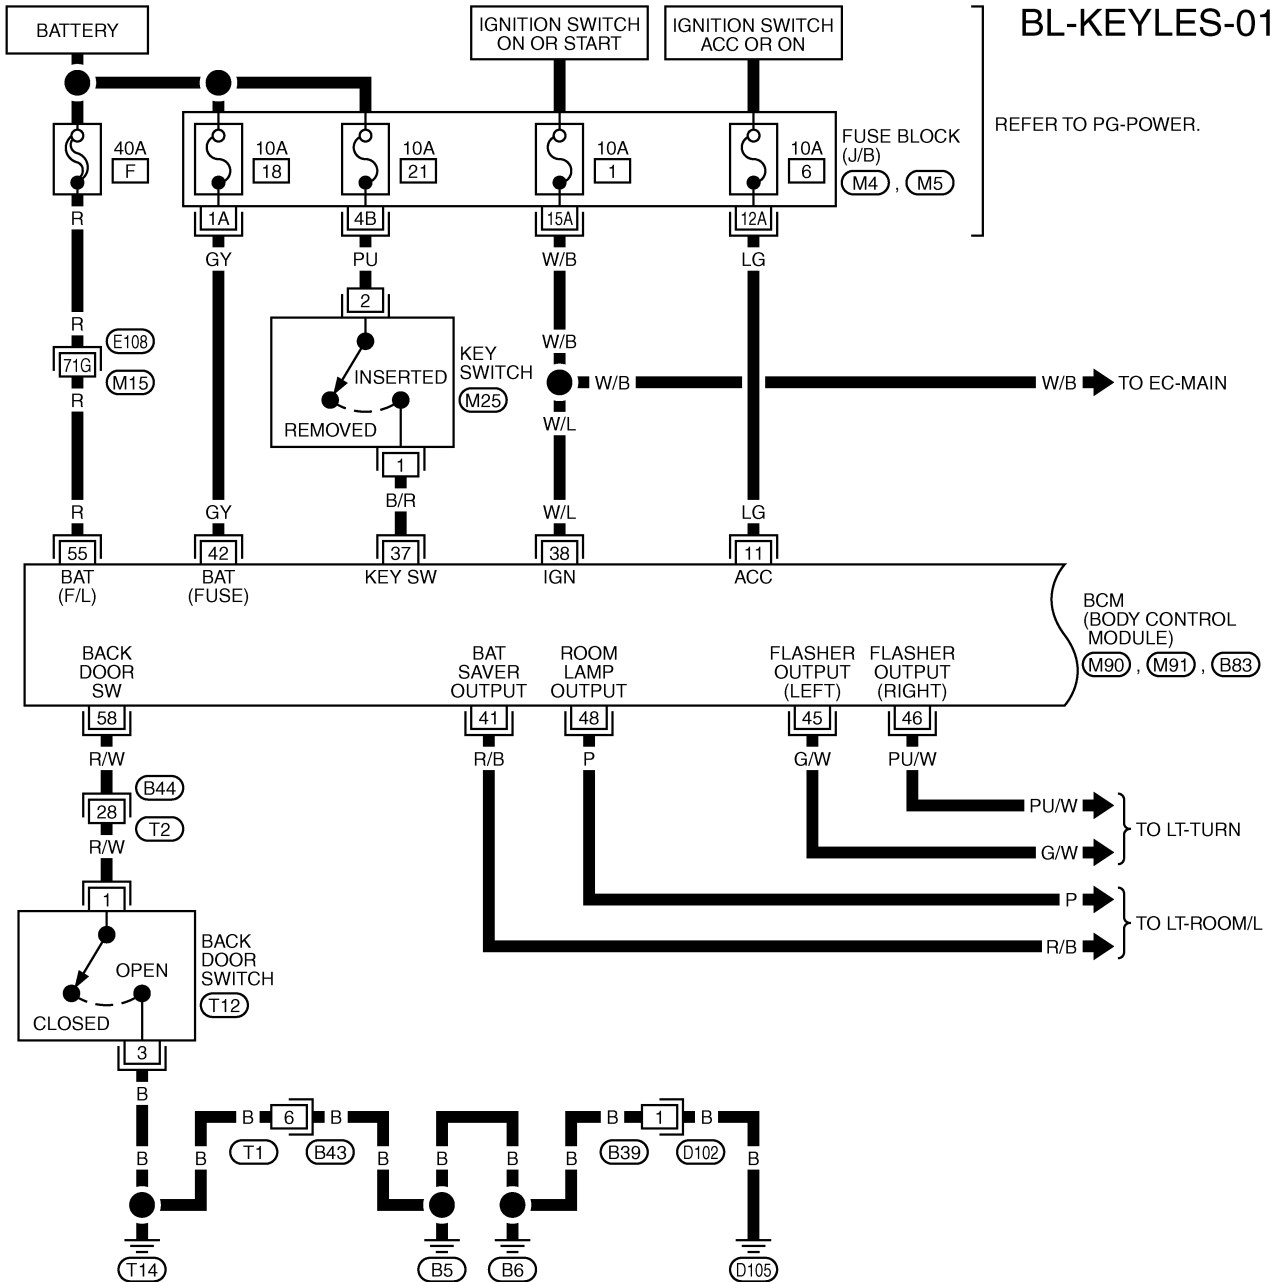 BL-KEYLES-01
BATTERY
IGNITION SWITCH
ON OR START
IGNITION SWITCH
ACC OR ON
REFER TO PG-POWER.
40A
F
10A
18
10A
21
10A
1
10A
6
FUSE BLOCK
(J/B)
M4 , M5
1A
4B
15A
12A
R
GY
PU
W/B
LG
2
R
E108
71G
M15
R
INSERTED
REMOVED
KEY
SWITCH
M25
W/B
W/B
W/B
TO EC-MAIN
W/L
1
B/R
R
GY
W/L
LG
55
42
37
38
11
BAT
(F/L)
BAT
(FUSE)
KEY SW
IGN
ACC
BCM
(BODY CONTROL
MODULE)
M90 , M91 , B83
BACK
DOOR
SW
BAT
SAVER
OUTPUT
ROOM
LAMP
OUTPUT
FLASHER
OUTPUT
(LEFT)
FLASHER
OUTPUT
(RIGHT)
58
41
48
45
46
R/W
R/B
P
G/W
PU/W
B44
28
T2
R/W
PU/W
G/W
TO LT-TURN
P
R/B
TO LT-ROOM/L
1
OPEN
CLOSED
BACK
DOOR
SWITCH
T12
3
B
B
B
B
6
B
T1
B43
B
B
B
B
B
1
B
B39
D102
B
T14
B5
B6
D105